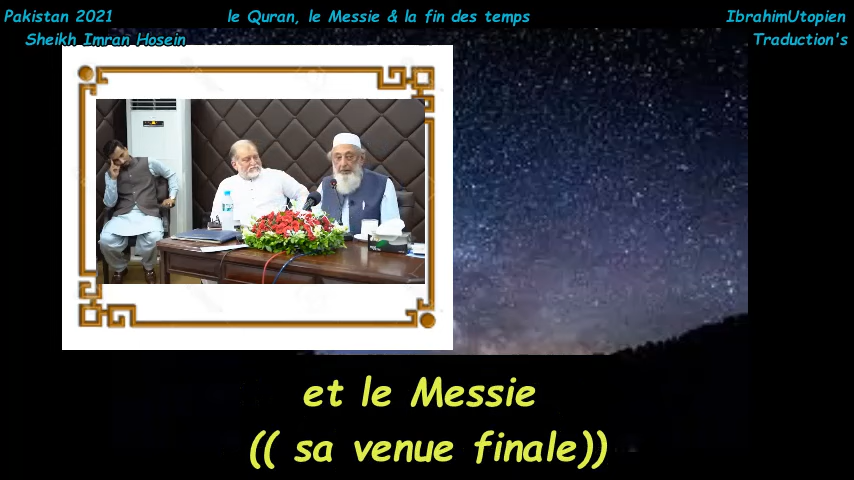 Pakistan 2021 le Quran, le Messie & la fin des temps IbrahimUtopien
Sheikh Imran Hosein Traduction's
et le Messie
(( sa venue finale))